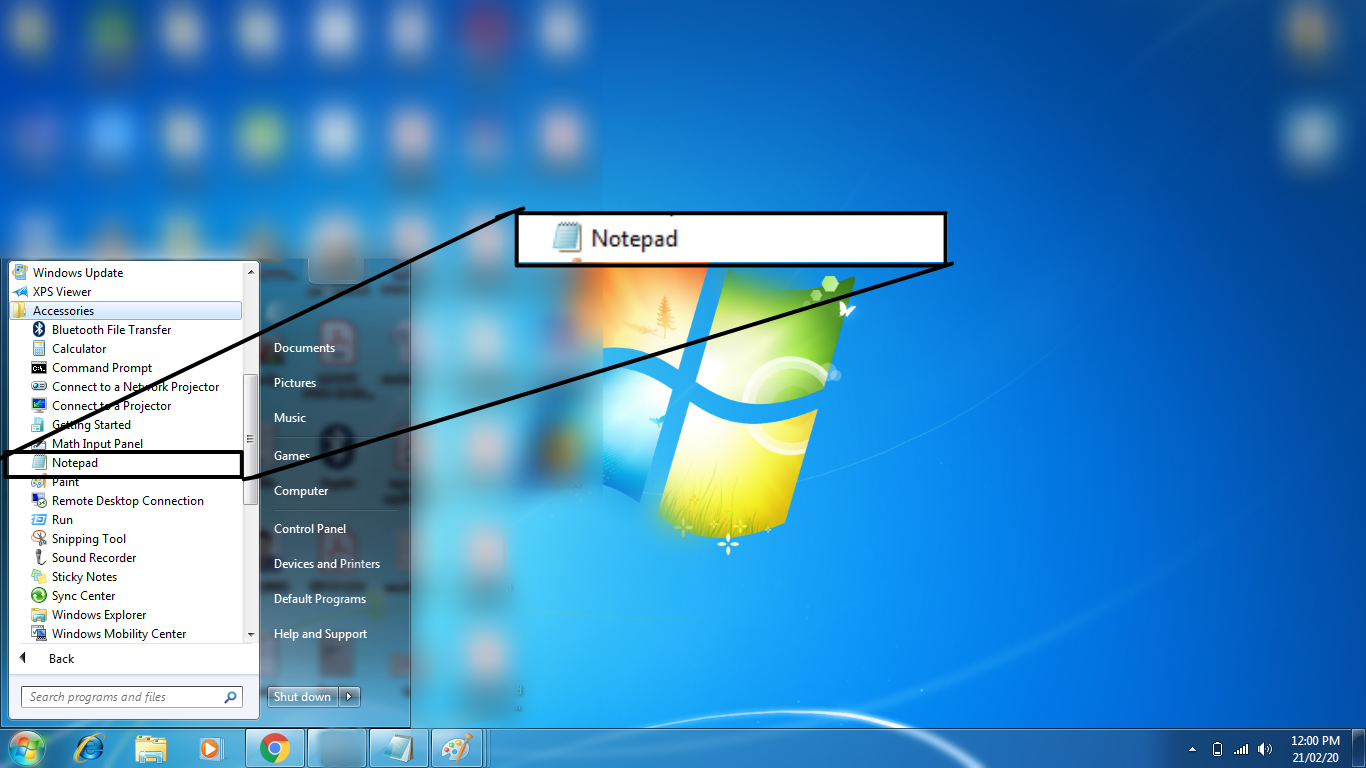 Notepad
Windows Update
XPS Viewer
Accessories
Bluetooth File Transfer
Calculator
Command Prompt
Connect to a Network Projector
Connect to a Projector
Getting Started
Math Input Panel
Notepad
Paint
Remote Desktop Connection
Run
Snipping Tool
Sound Recorder
Sticky Notes
Sync Center
Windows Explorer
Windows Mobility Center
Back
Search programs and files
Documents
Pictures
Music
Games
Computer
Control Panel
Devices and Printers
Default Programs
Help and Support
Shut down
12:00 PM
21/02/20